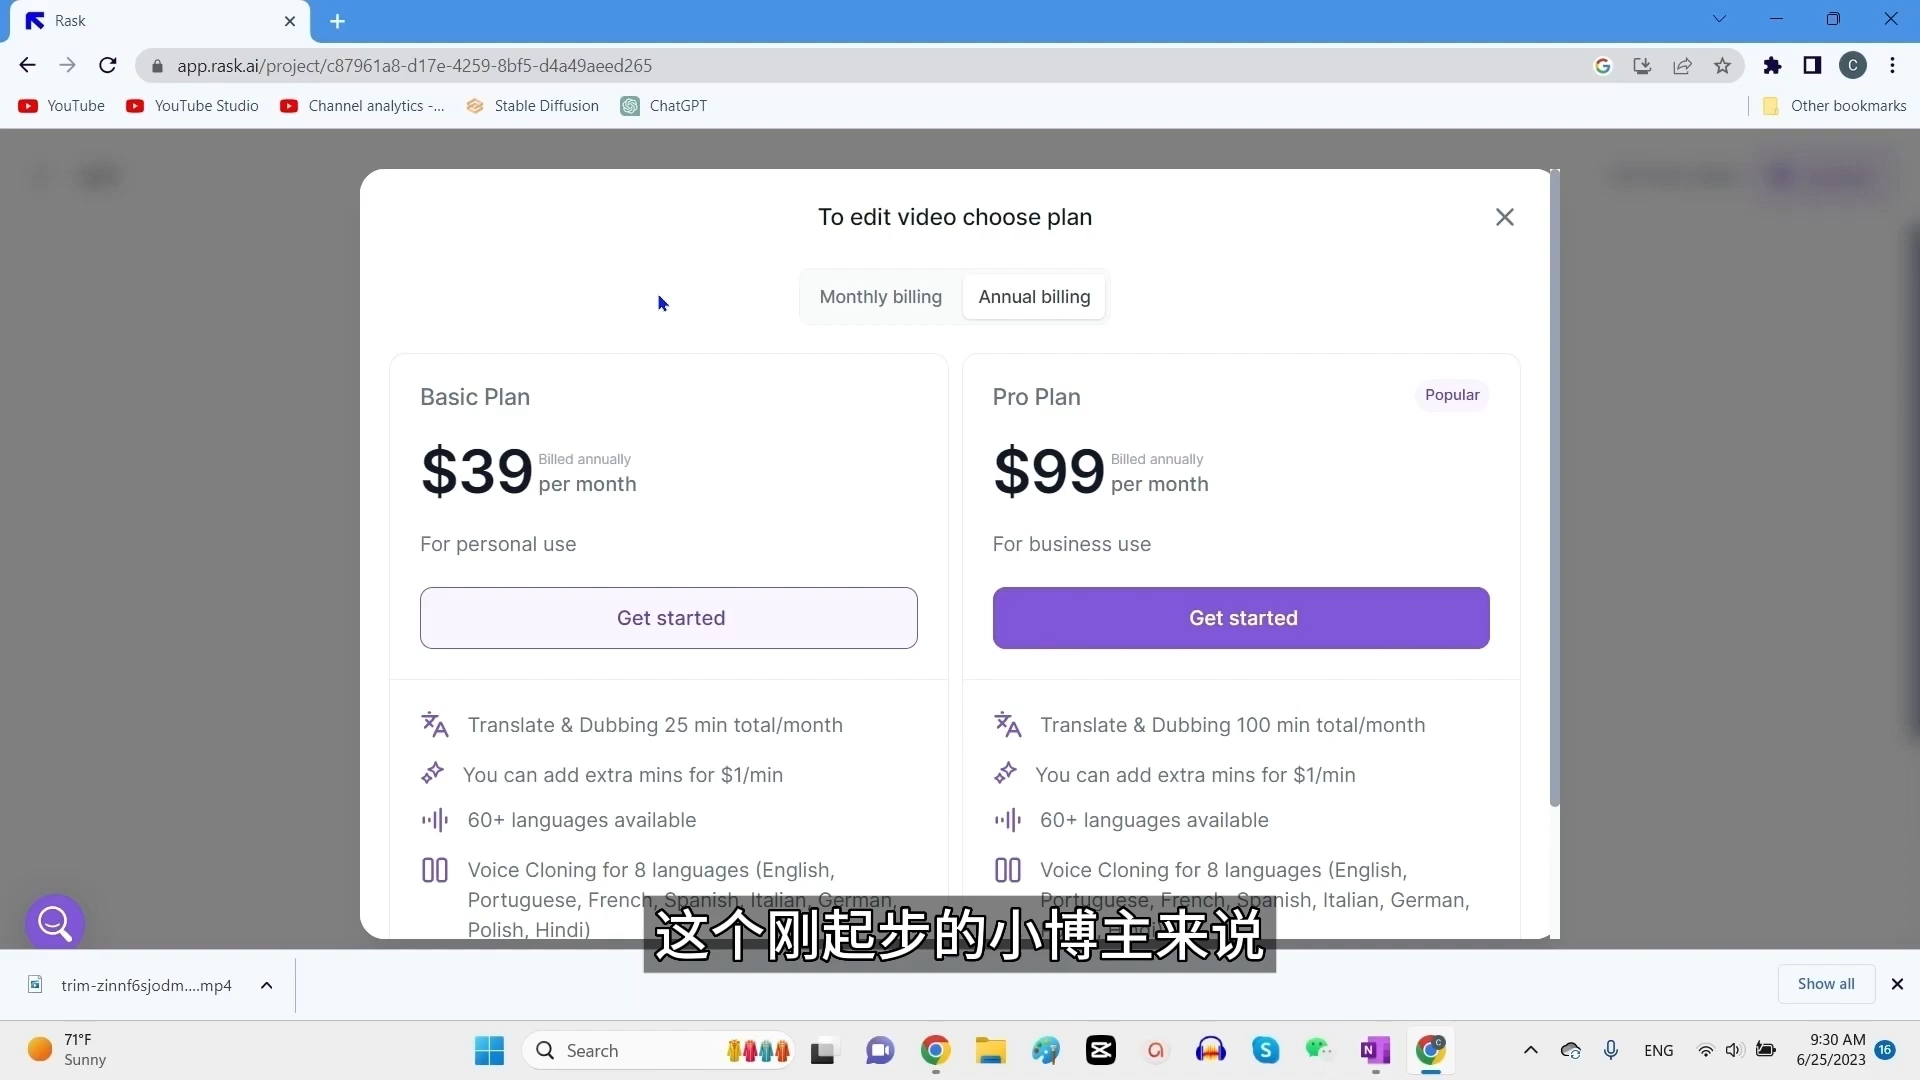 Rask
app.rask.ai/project/c87961a8-d17e-4259-8bf5-d4a49aeed265
C
YouTube
YouTube Studio
Channel analytics -...
Stable Diffusion
ChatGPT
Other bookmarks
To edit video choose plan
Monthly billing
Annual billing
Basic Plan
$39
Billed annually
per month
For personal use
Get started
Translate & Dubbing 25 min total/month
You can add extra mins for $1/min
60+ languages available
Voice Cloning for 8 languages (English,
Portuguese, French, Spanish, Italian, German,
Polish, Hindi)
Pro Plan
Popular
$99
Billed annually
per month
For business use
Get started
Translate & Dubbing 100 min total/month
You can add extra mins for $1/min
60+ languages available
Voice Cloning for 8 languages (English,
Portuguese, French, Spanish, Italian, German,
这个刚起步的小博主来说
trim-zinnf6sjodm....mp4
Show all
71°F
Sunny
Search
ENG
9:30 AM
6/25/2023
16